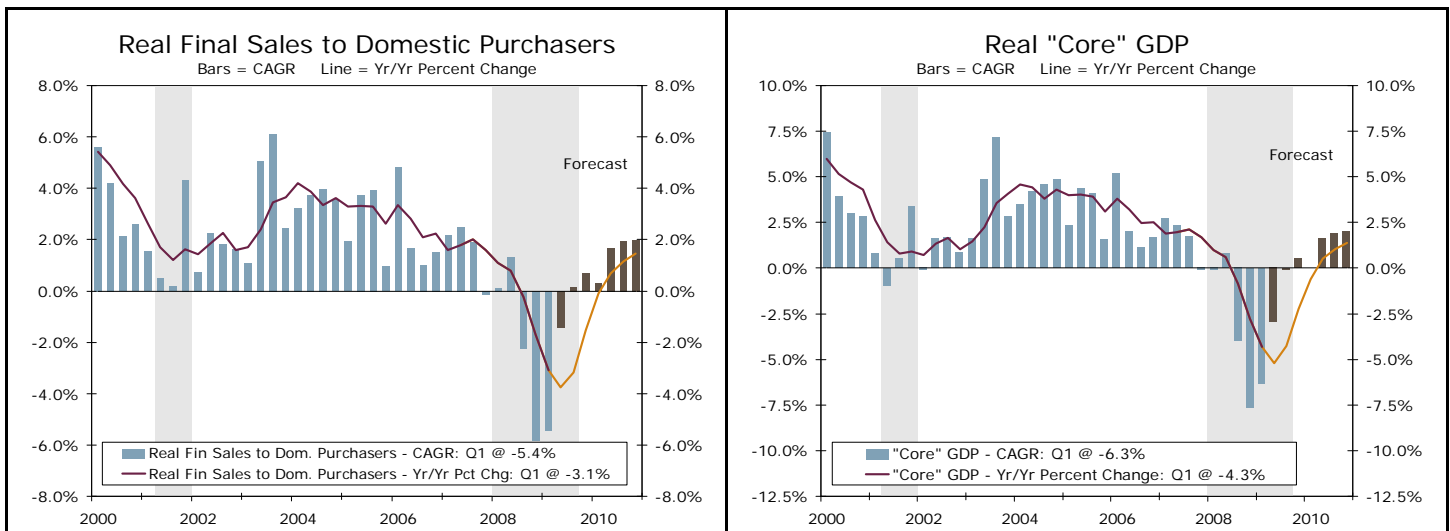 Real Final Sales to Domestic Purchasers
Bars = CAGR Line = Yr/Yr Percent Change
8.0% 8.0%
6.0% 6.0%
Forecast
4.0% 4.0%
2.0% 2.0%
0.0% 0.0%
-2.0% -2.0%
-4.0% -4.0%
Real Fin Sales to Dom. Purchasers - CAGR: Q1 @ -5.4%
-6.0% -6.0%
Real Fin Sales to Dom. Purchasers - Yr/Yr Pct Chg: Q1 @ -3.1%
-8.0% -8.0%
2000 2002 2004 2006 2008 2010
Real "Core" GDP
Bars = CAGR Line = Yr/Yr Percent Change
10.0% 10.0%
7.5% 7.5%
Forecast
5.0% 5.0%
2.5% 2.5%
0.0% 0.0%
-2.5% -2.5%
-5.0% -5.0%
-7.5% -7.5%
-10.0% -10.0%
"Core" GDP - CAGR: Q1 @ -6.3%
"Core" GDP - Yr/Yr Percent Change: Q1 @ -4.3%
-12.5% -12.5%
2000 2002 2004 2006 2008 2010